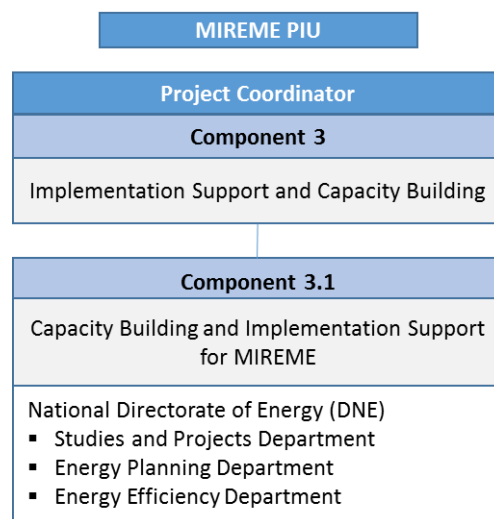 MIREME PIU
Project Coordinator
Component 3
Implementation Support and Capacity Building
Component 3.1
Capacity Building and Implementation Support
for MIREME
National Directorate of Energy (DNE)
▪ Studies and Projects Department
▪ Energy Planning Department
▪ Energy Efficiency Department